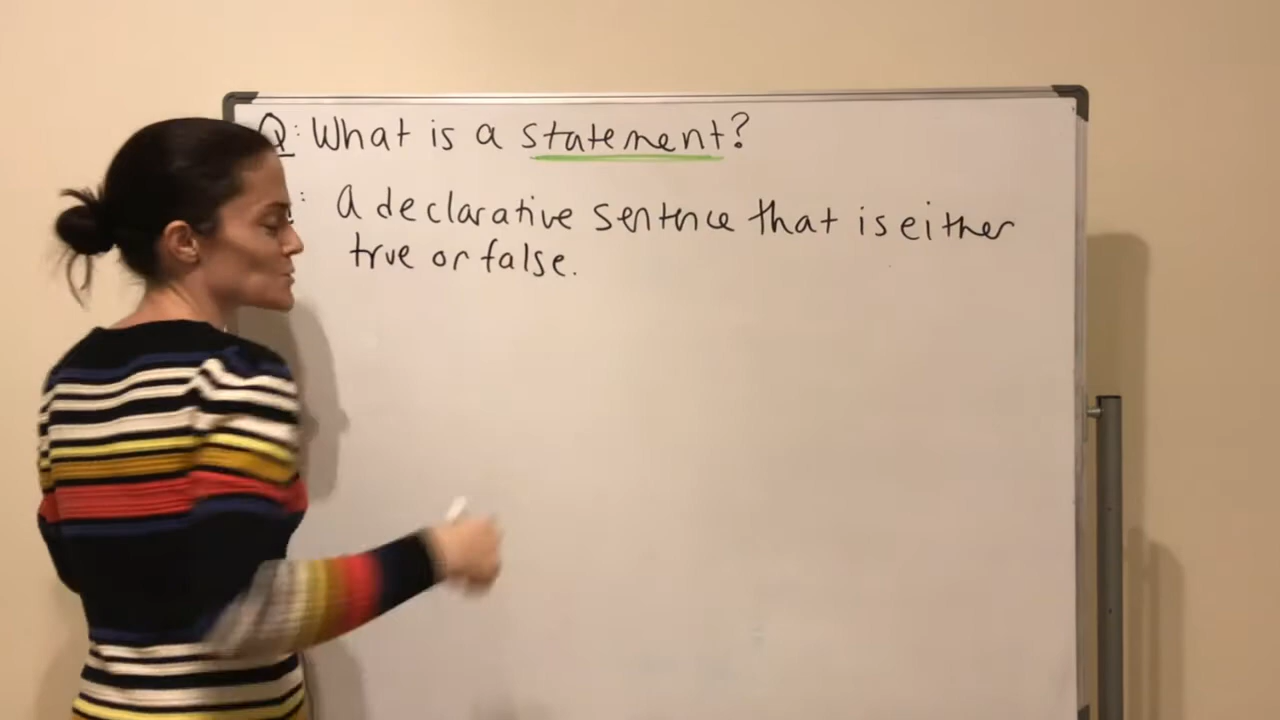 Q: What is a statement?
: A declarative sentence that is either
true or false.